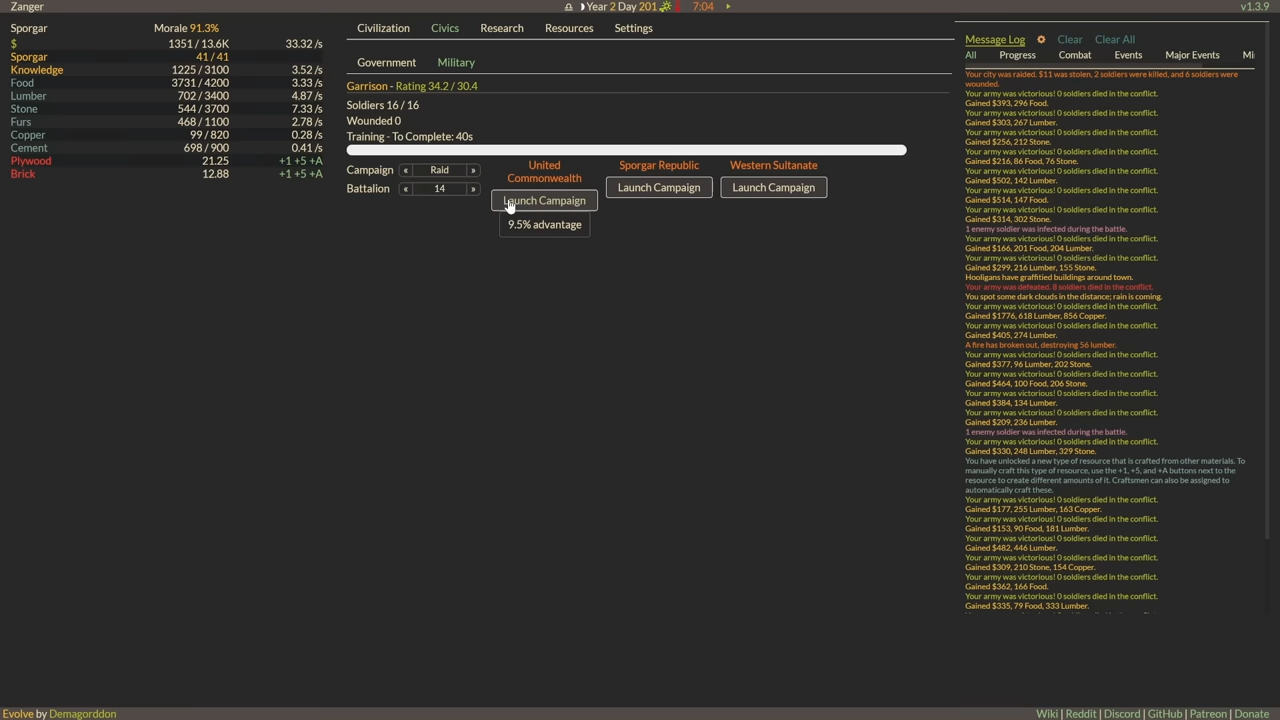 Zanger
Year 2 Day 201
7:04
v1.3.9
Sporgar Morale 91.3%
$ 1351 / 13.6K 33.32 /s
Sporgar 41 / 41
Knowledge 1225 / 3100 3.52 /s
Food 3731 / 4200 3.33 /s
Lumber 702 / 3400 4.87 /s
Stone 544 / 3700 7.33 /s
Furs 468 / 1100 2.78 /s
Copper 99 / 820 0.28 /s
Cement 698 / 900 0.41 /s
Plywood 21.25 +1 +5 +A
Brick 12.88 +1 +5 +A
Civilization Civics Research Resources Settings
Government Military
Garrison - Rating 34.2 / 30.4
Soldiers 16 / 16
Wounded 0
Training - To Complete: 40s
Campaign « Raid »
Battalion « 14 »
United
Commonwealth
Launch Campaign
9.5% advantage
Sporgar Republic
Launch Campaign
Western Sultanate
Launch Campaign
Message Log Clear Clear All
All Progress Combat Events Major Events Mi
Your city was raided. $11 was stolen, 2 soldiers were killed, and 6 soldiers were
wounded.
Your army was victorious! 0 soldiers died in the conflict.
Gained $393, 296 Food.
Your army was victorious! 0 soldiers died in the conflict.
Gained $303, 267 Lumber.
Your army was victorious! 0 soldiers died in the conflict.
Gained $256, 212 Stone.
Your army was victorious! 0 soldiers died in the conflict.
Gained $216, 86 Food, 76 Stone.
Your army was victorious! 0 soldiers died in the conflict.
Gained $502, 142 Lumber.
Your army was victorious! 0 soldiers died in the conflict.
Gained $514, 147 Food.
Your army was victorious! 0 soldiers died in the conflict.
Gained $314, 302 Stone.
1 enemy soldier was infected during the battle.
Your army was victorious! 0 soldiers died in the conflict.
Gained $166, 201 Food, 204 Lumber.
Your army was victorious! 0 soldiers died in the conflict.
Gained $299, 216 Lumber, 155 Stone.
Hooligans have graffitied buildings around town.
Your army was defeated. 8 soldiers died in the conflict.
You spot some dark clouds in the distance; rain is coming.
Gained $1776, 618 Lumber, 856 Copper.
Your army was victorious! 0 soldiers died in the conflict.
Gained $405, 274 Lumber.
A fire has broken out, destroying 56 lumber.
Your army was victorious! 0 soldiers died in the conflict.
Gained $377, 96 Lumber, 202 Stone.
Your army was victorious! 0 soldiers died in the conflict.
Gained $464, 100 Food, 206 Stone.
Your army was victorious! 0 soldiers died in the conflict.
Gained $384, 134 Lumber.
Your army was victorious! 0 soldiers died in the conflict.
Gained $209, 236 Lumber.
1 enemy soldier was infected during the battle.
Your army was victorious! 0 soldiers died in the conflict.
Gained $330, 248 Lumber, 329 Stone.
You have unlocked a new type of resource that is crafted from other materials. To
manually craft this type of resource, use the +1, +5, and +A buttons next to the
resource to create different amounts of it. Craftsmen can also be assigned to
automatically craft these.
Your army was victorious! 0 soldiers died in the conflict.
Gained $177, 255 Lumber, 163 Copper.
Your army was victorious! 0 soldiers died in the conflict.
Gained $153, 90 Food, 181 Lumber.
Your army was victorious! 0 soldiers died in the conflict.
Gained $482, 446 Lumber.
Your army was victorious! 0 soldiers died in the conflict.
Gained $309, 210 Stone, 154 Copper.
Your army was victorious! 0 soldiers died in the conflict.
Gained $362, 166 Food.
Your army was victorious! 0 soldiers died in the conflict.
Gained $335, 79 Food, 333 Lumber.
Evolve by Demagorddon
Wiki | Reddit | Discord | GitHub | Patreon | Donate